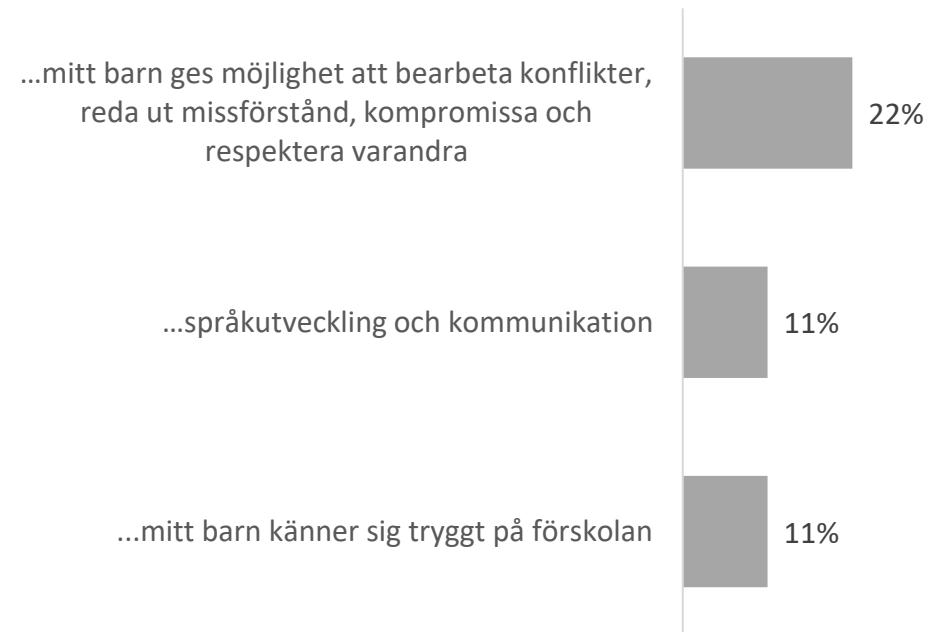 …mitt barn ges möjlighet att bearbeta konflikter,
reda ut missförstånd, kompromissa och
respektera varandra
22%
…språkutveckling och kommunikation
11%
...mitt barn känner sig tryggt på förskolan
11%